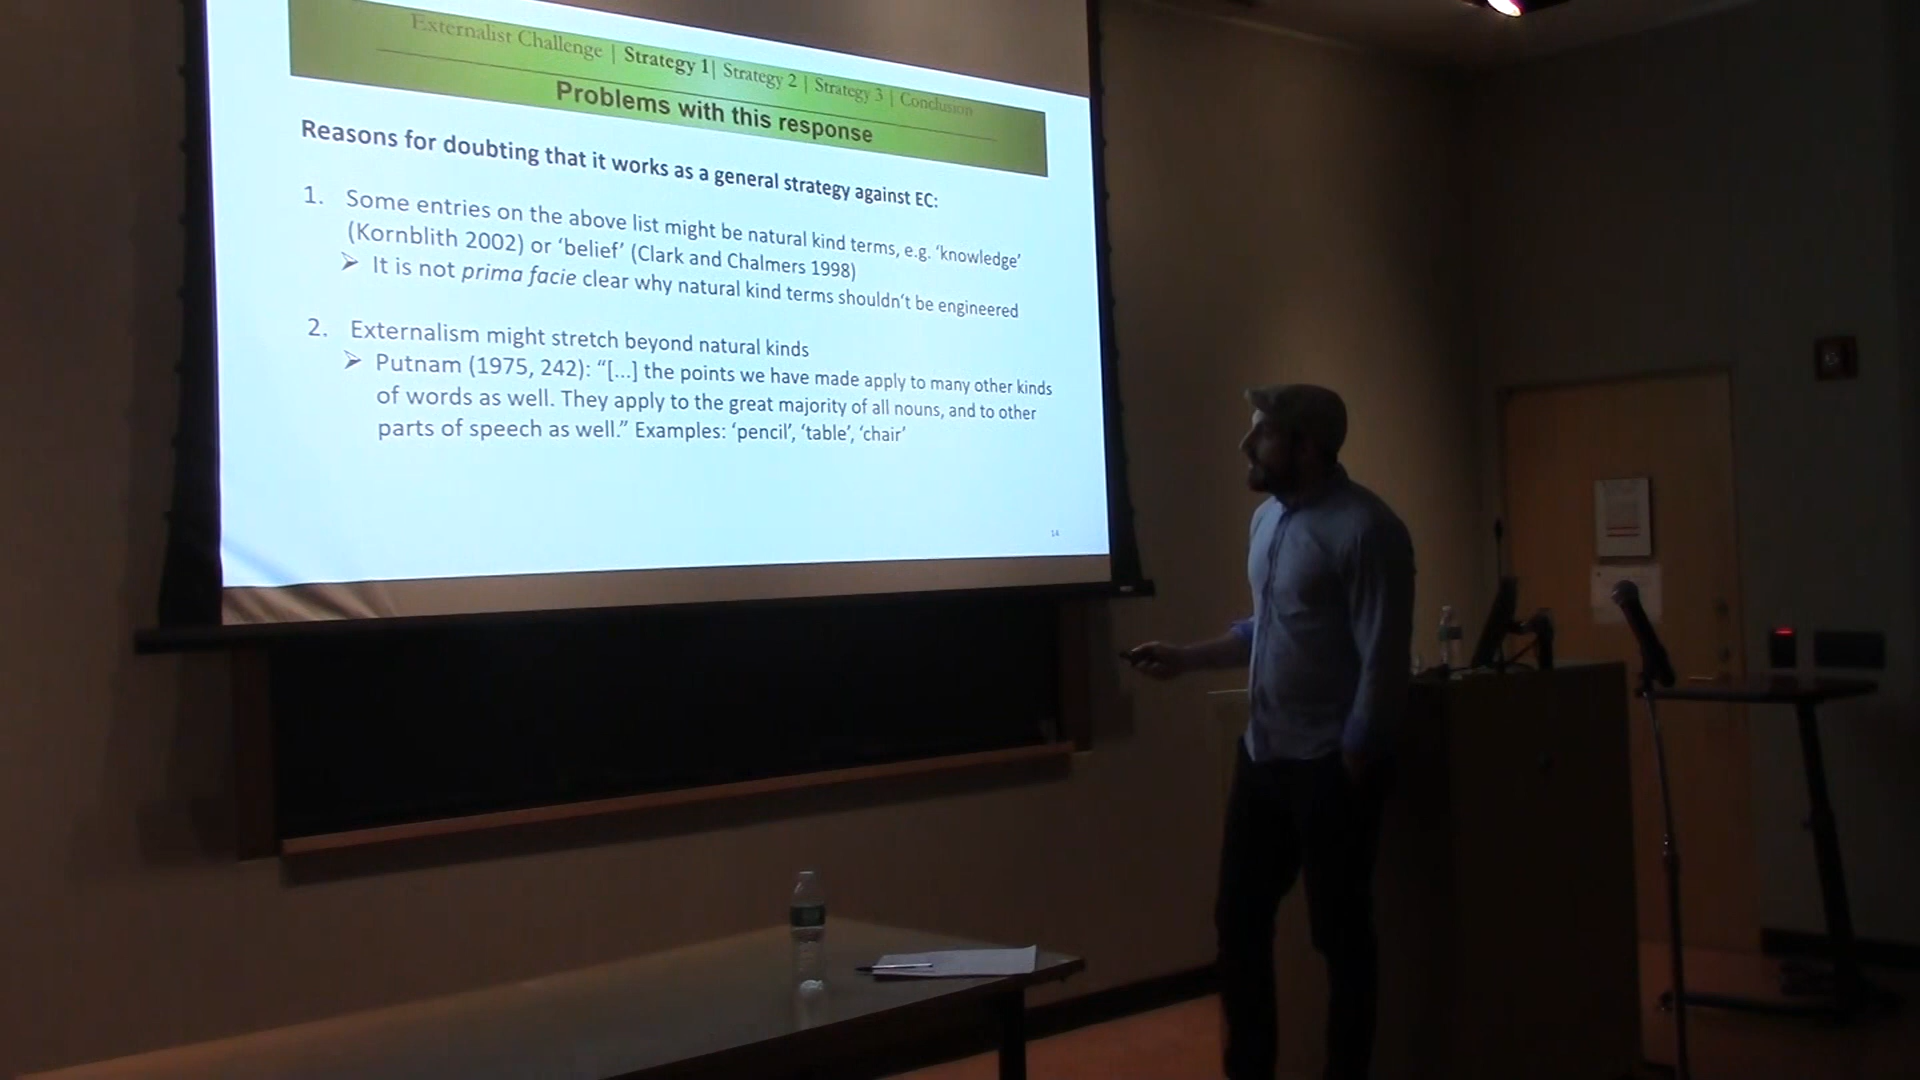 Externalist Challenge | Strategy 1| Strategy 2 | Strategy 3 | Conclusion
Problems with this response
Reasons for doubting that it works as a general strategy against EC:
1. Some entries on the above list might be natural kind terms, e.g. ‘knowledge’
(Kornblith 2002) or ‘belief’ (Clark and Chalmers 1998)
➢ It is not prima facie clear why natural kind terms shouldn‘t be engineered
2. Externalism might stretch beyond natural kinds
➢ Putnam (1975, 242): “[...] the points we have made apply to many other kinds
of words as well. They apply to the great majority of all nouns, and to other
parts of speech as well.” Examples: ‘pencil’, ‘table’, ‘chair’
14